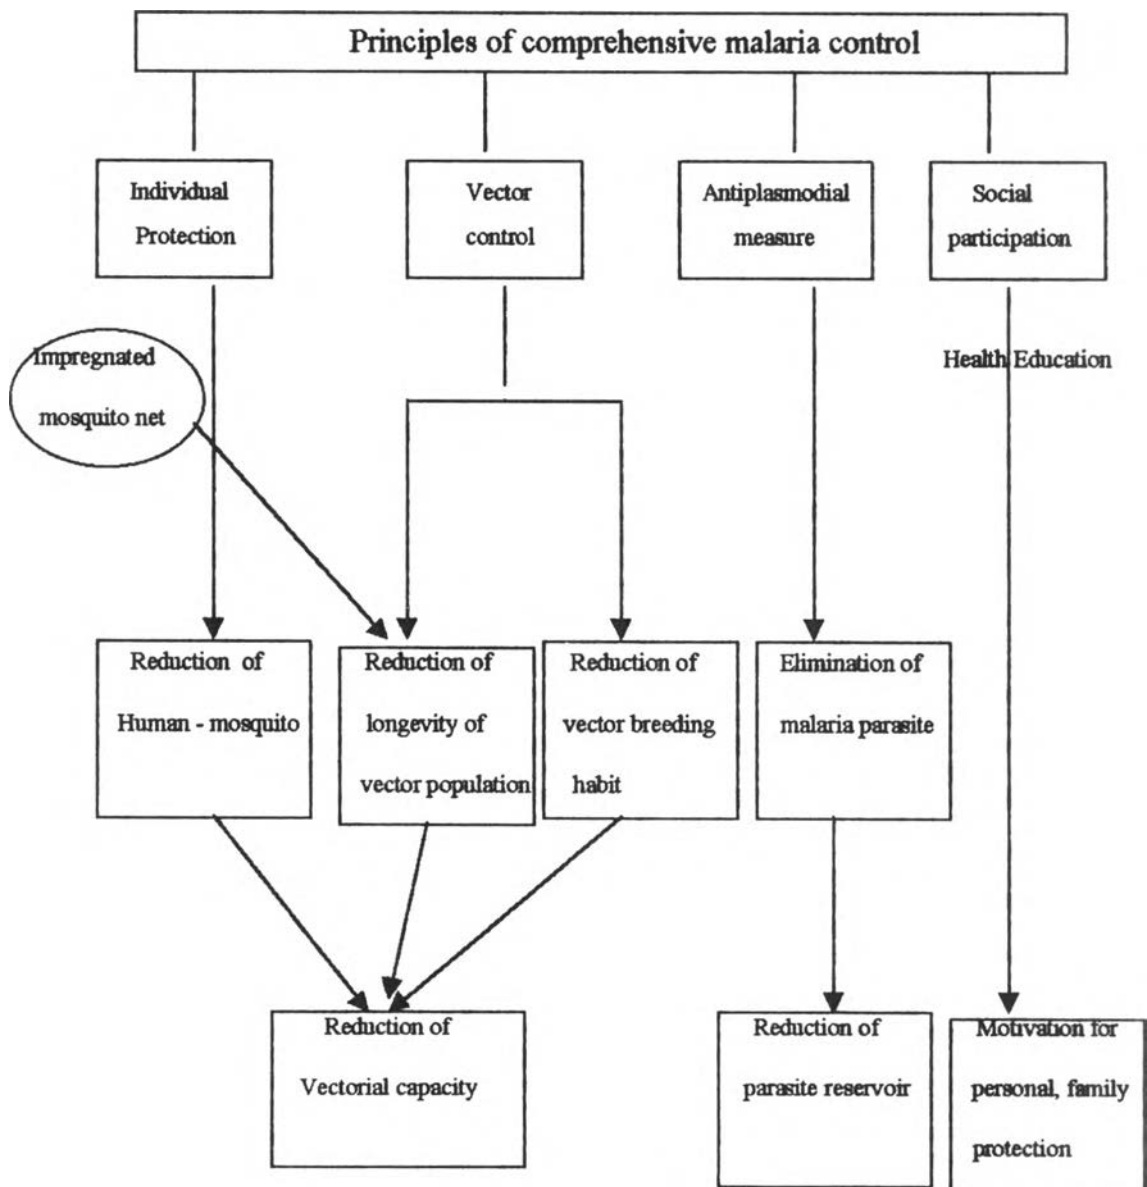 Principles of comprehensive malaria control
Individual
Protection
Vector
control
Antiplasmodial
measure
Social
participation
Impregnated
mosquito net
Health Education
Reduction of
Human - mosquito
Reduction of
longevity of
vector population
Reduction of
vector breeding
habit
Elimination of
malaria parasite
Reduction of
Vectorial capacity
Reduction of
parasite reservoir
Motivation for
personal, family
protection